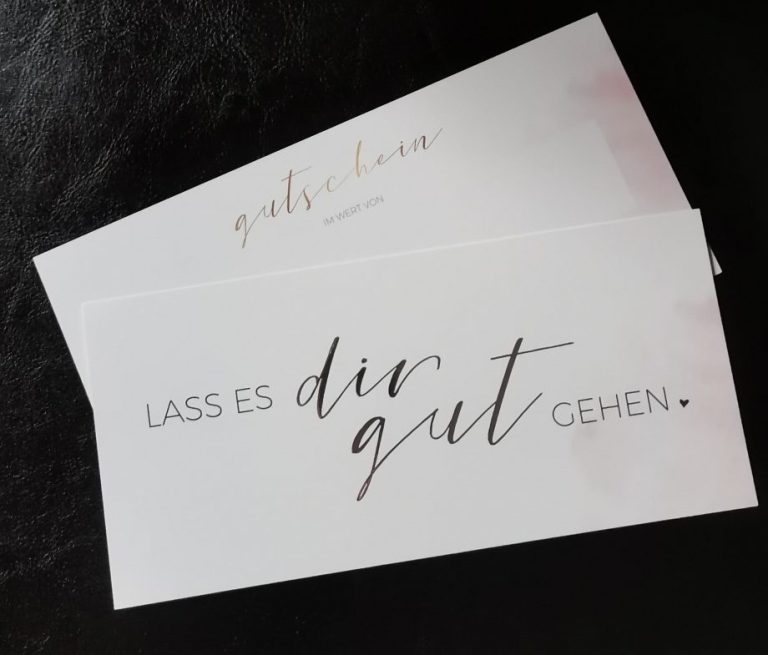 gutschein
IM WERT VON
LASS ES dir gut GEHEN